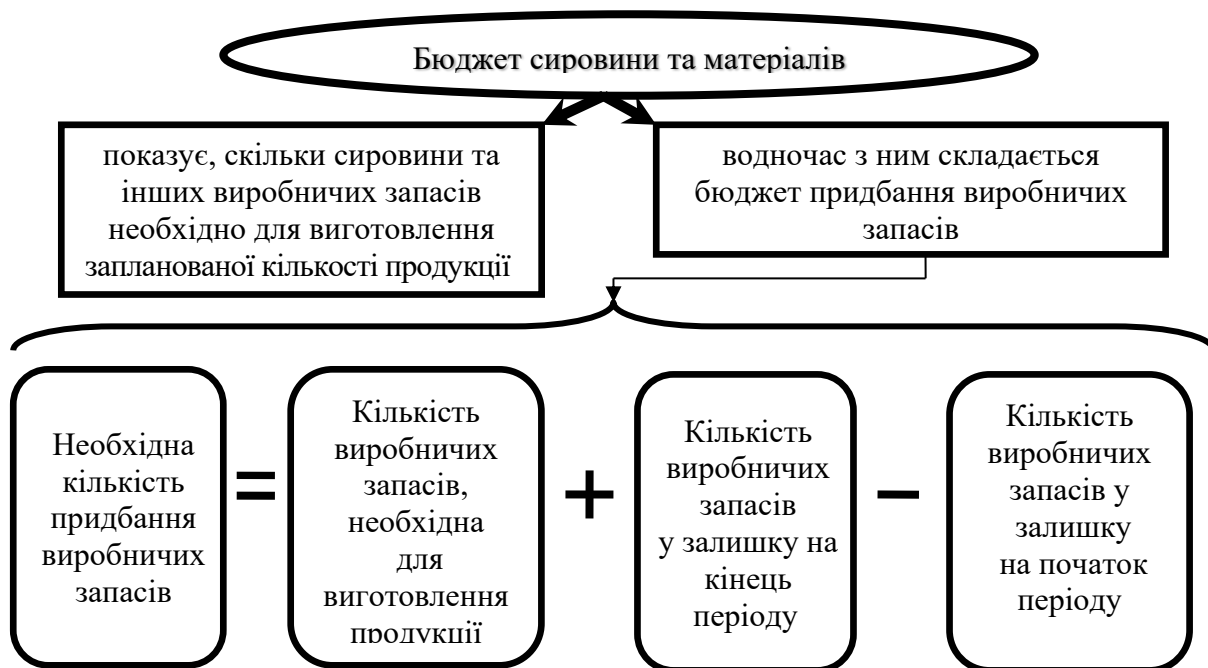 Бюджет сировини та матеріалів
показує, скільки сировини та
інших виробничих запасів
необхідно для виготовлення
запланованої кількості продукції
водночас з ним складається
бюджет придбання виробничих
запасів
Необхідна
кількість
придбання
виробничих
запасів
=
Кількість
виробничих
запасів,
необхідна
для
виготовлення
продукції
+
Кількість
виробничих
запасів
у залишку на
кінець
періоду
−
Кількість
виробничих
запасів у
залишку
на початок
періоду